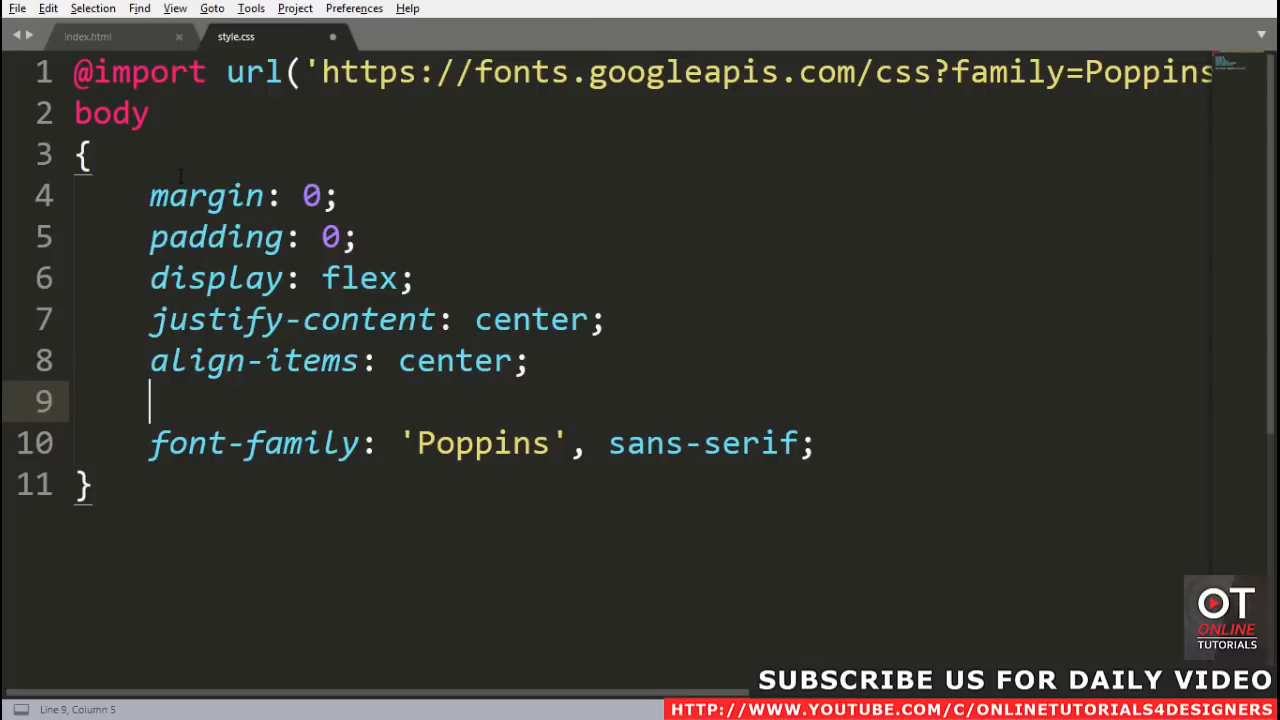 File Edit Selection Find View Goto Tools Project Preferences Help
index.html style.css
1 @import url('https://fonts.googleapis.com/css?family=Poppins
2 body
3 {
4 margin: 0;
5 padding: 0;
6 display: flex;
7 justify-content: center;
8 align-items: center;
9
10 font-family: 'Poppins', sans-serif;
11 }
OT
ONLINE
TUTORIALS
SUBSCRIBE US FOR DAILY VIDEO
HTTP://WWW.YOUTUBE.COM/C/ONLINETUTORIALS4DESIGNERS
Line 9, Column 5